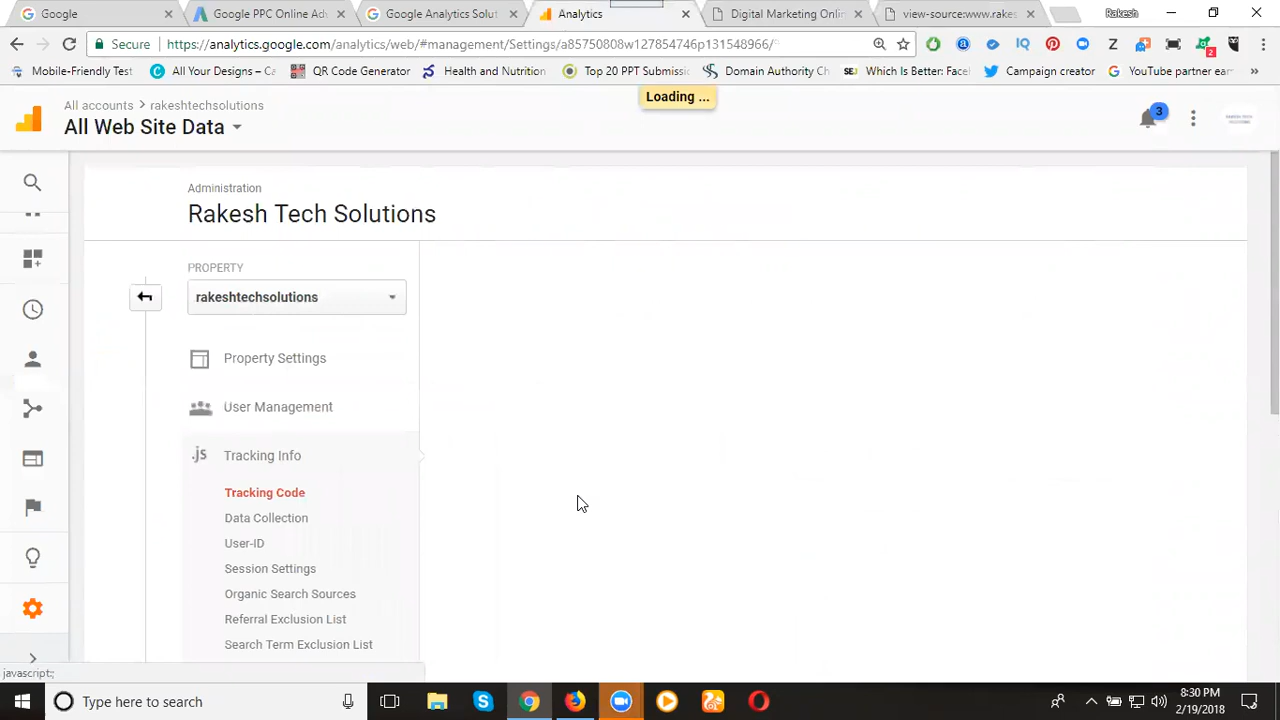 Google
Google PPC Online Adv
Google Analytics Solut
Analytics
Digital Marketing Onli
view-source:www.rakes
Rakesh
Secure
https://analytics.google.com/analytics/web/#management/Settings/a85750808w127854746p131548966/
Mobile-Friendly Test
All Your Designs – Ca
QR Code Generator
Health and Nutrition
Top 20 PPT Submissi
Domain Authority Ch
Which Is Better: Facel
Campaign creator
YouTube partner earn
All accounts > rakeshtechsolutions
All Web Site Data
Loading ...
3
Administration
Rakesh Tech Solutions
PROPERTY
rakeshtechsolutions
Property Settings
User Management
.js Tracking Info
Tracking Code
Data Collection
User-ID
Session Settings
Organic Search Sources
Referral Exclusion List
Search Term Exclusion List
javascript:;
Type here to search
8:30 PM
2/19/2018